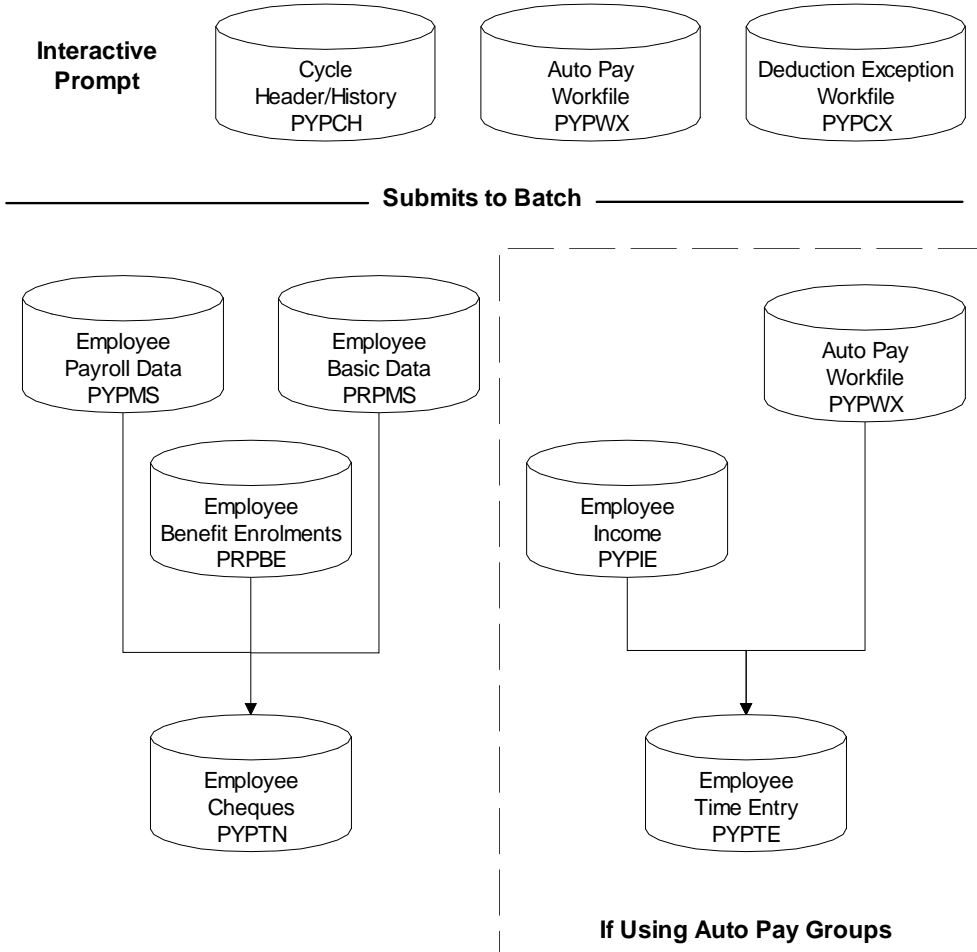 Interactive
Prompt
Cycle
Header/History
PYPCH
Auto Pay
Workfile
PYPWX
Deduction Exception
Workfile
PYPCX
Submits to Batch
Employee
Payroll Data
PYPMS
Employee
Basic Data
PRPMS
Employee
Benefit Enrolments
PRPBE
Employee
Cheques
PYPTN
Auto Pay
Workfile
PYPWX
Employee
Income
PYPIE
Employee
Time Entry
PYPTE
If Using Auto Pay Groups